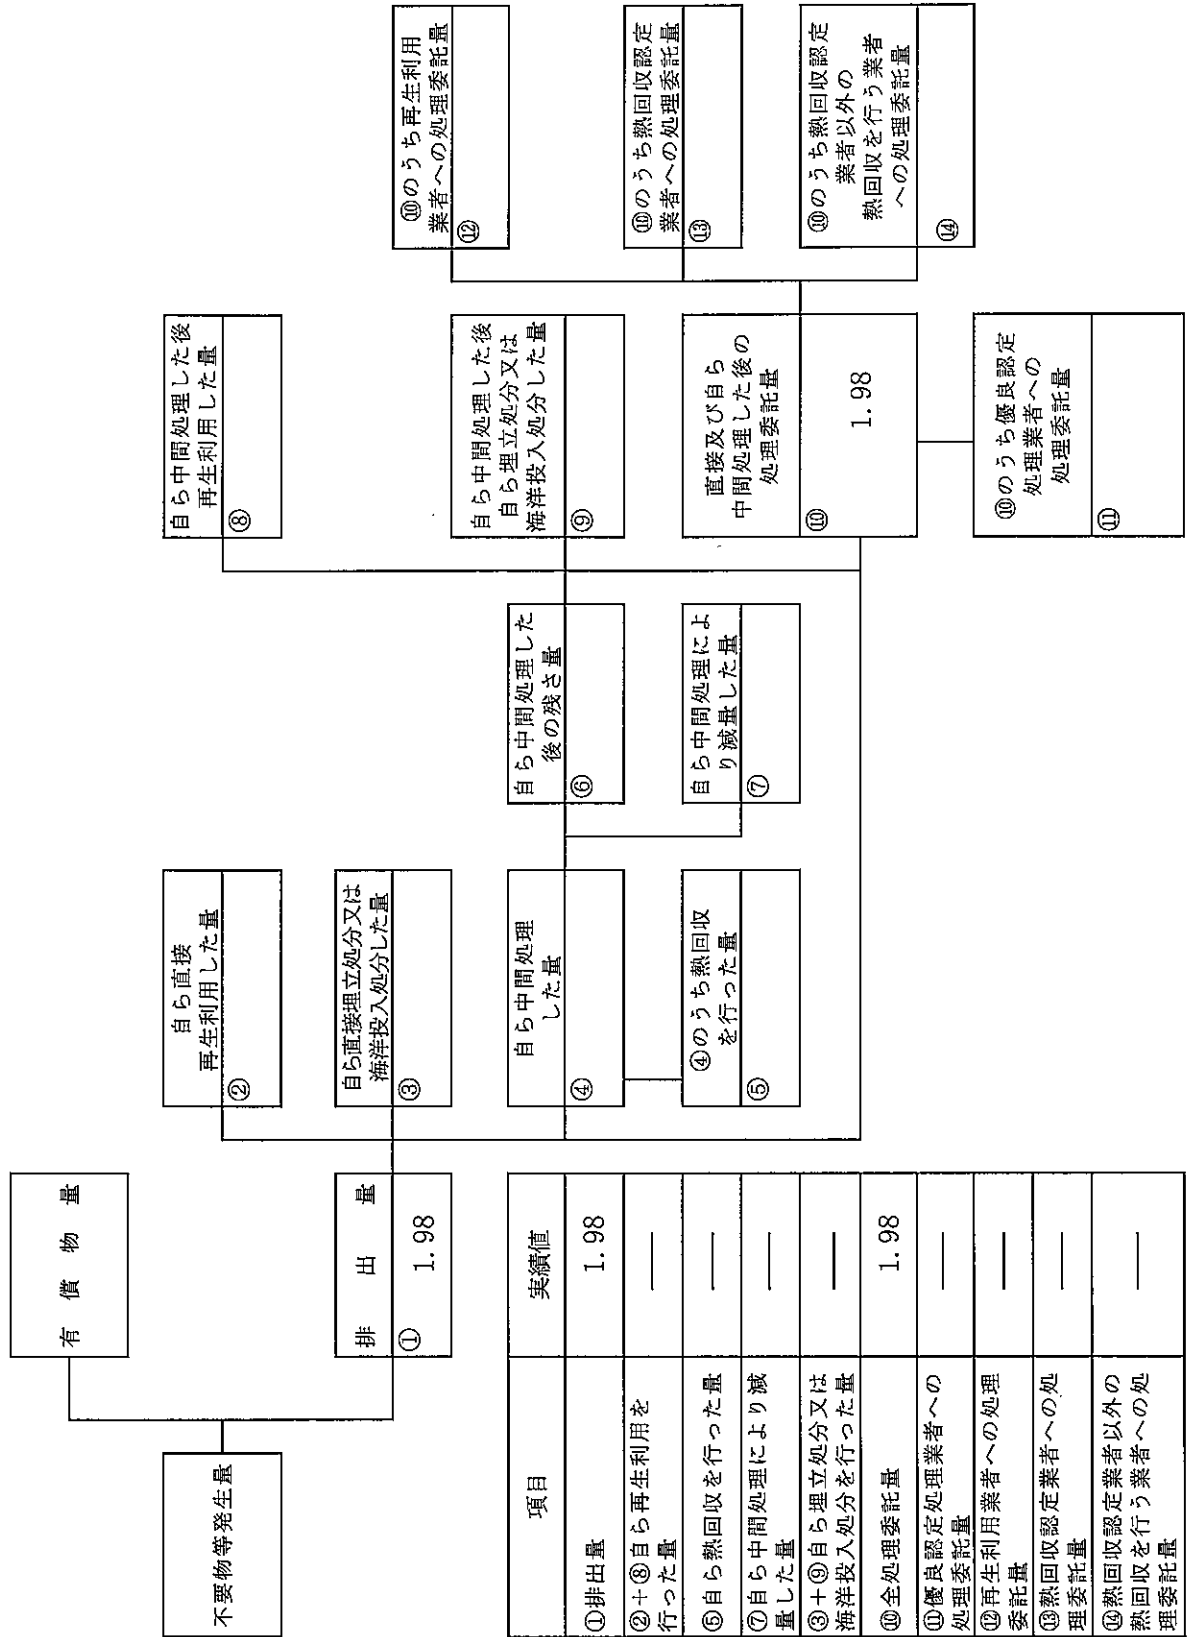 不要物等発生量
有償物量
排出量
① 1.98
自ら直接
再生利用した量
②
自ら直接埋立処分又は
海洋投入処分した量
③
自ら中間処理
した量
④
④のうち熱回収
を行った量
⑤
自ら中間処理した
後の残さ量
⑥
自ら中間処理によ
り減量した量
⑦
自ら中間処理した後
再生利用した量
⑧
自ら中間処理した後
自ら埋立処分又は
海洋投入処分した量
⑨
直接及び自ら
中間処理した後の
処理委託量
⑩ 1.98
⑩のうち優良認定
処理業者への
処理委託量
⑪
⑩のうち再生利用
業者への処理委託量
⑫
⑩のうち熱回収認定
業者への処理委託量
⑬
⑩のうち熱回収認定
業者以外の
熱回収を行う業者
への処理委託量
⑭
項目 実績値
①排出量 1.98
②+⑧自ら再生利用を
行った量 —
⑤自ら熱回収を行った量 —
⑦自ら中間処理により減
量した量 —
③+⑨自ら埋立処分又は
海洋投入処分を行った量 —
⑩全処理委託量 1.98
⑪優良認定処理業者への
処理委託量 —
⑫再生利用業者への処理
委託量 —
⑬熱回収認定業者への処
理委託量 —
⑭熱回収認定業者以外の
熱回収を行う業者への処
理委託量 —